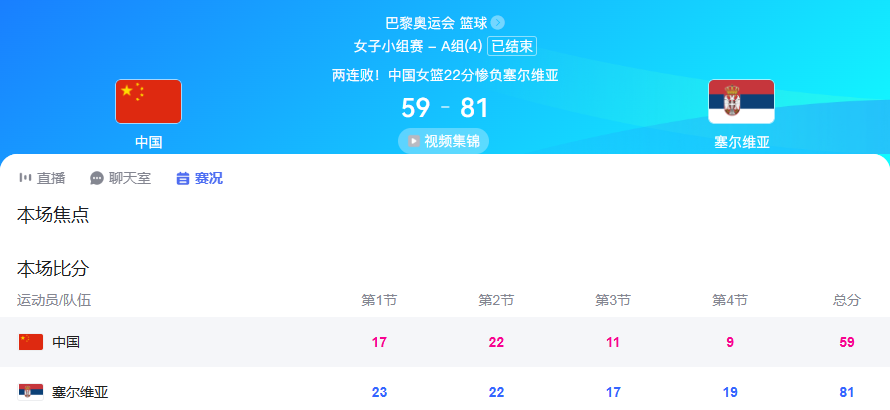 巴黎奥运会 篮球
女子小组赛 – A组(4) 已结束
两连败！中国女篮22分惨负塞尔维亚
59 - 81
中国 视频集锦 塞尔维亚
直播 聊天室 赛况
本场焦点
本场比分
运动员/队伍 第1节 第2节 第3节 第4节 总分
中国 17 22 11 9 59
塞尔维亚 23 22 17 19 81